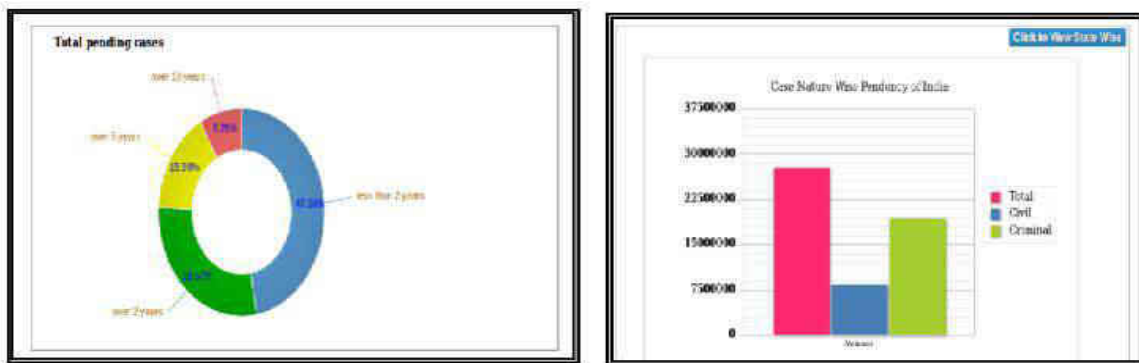 Total pending cases
over 10 years
over 5 years
less than 2 years
over 2 years
Click to View State Wise
Case Nature Wise Pendency of India
37500000
30000000
22500000
15000000
7500000
0
Total
Civil
Criminal